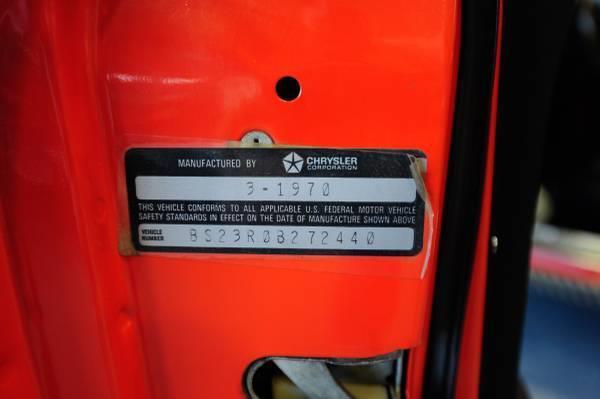 MANUFACTURED BY CHRYSLER CORPORATION
3-1970
THIS VEHICLE CONFORMS TO ALL APPLICABLE U.S. FEDERAL MOTOR VEHICLE
SAFETY STANDARDS IN EFFECT ON THE DATE OF MANUFACTURE SHOWN ABOVE
VEHICLE NUMBER BS23R0B272440